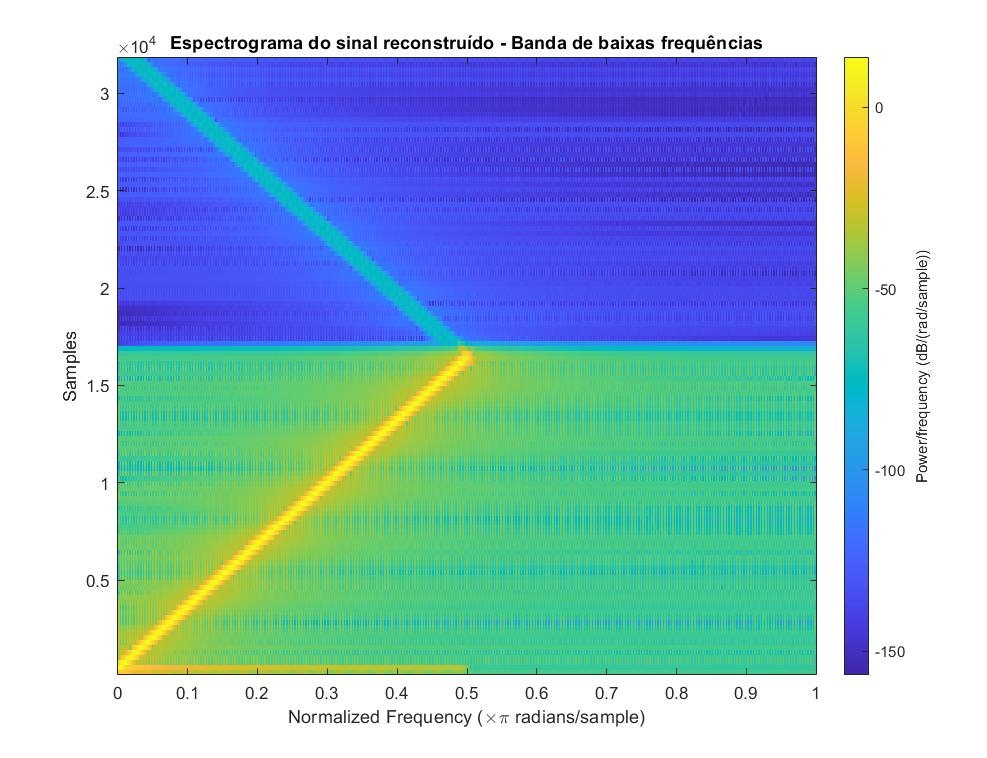 ×10⁴
Espectrograma do sinal reconstruído - Banda de baixas frequências
3
2.5
2
1.5
1
0.5
Samples
0 0.1 0.2 0.3 0.4 0.5 0.6 0.7 0.8 0.9 1
Normalized Frequency (×π radians/sample)
0
-50
-100
-150
Power/frequency (dB/(rad/sample))